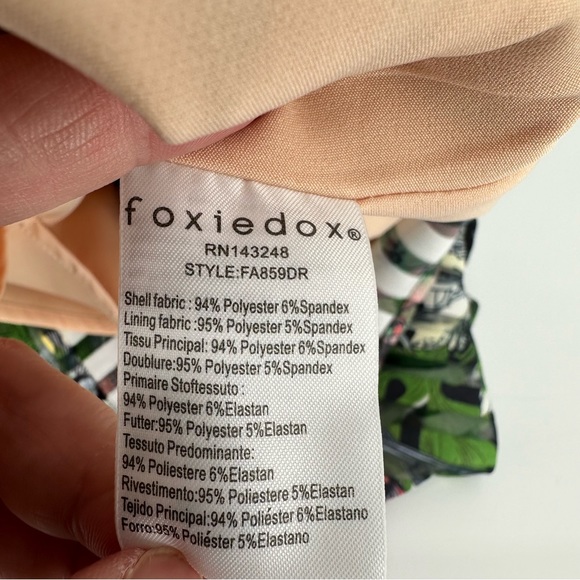 foxiedox®
RN143248
STYLE:FA859DR
Shell fabric : 94% Polyester 6%Spandex
Lining fabric :95% Polyester 5%Spandex
Tissu Principal: 94% Polyester 6%Spandex
Doublure:95% Polyester 5%Spandex
Primaire Stoftessuto :
94% Polyester 6%Elastan
Futter:95% Polyester 5%Elastan
Tessuto Predominante:
94% Poliestere 6%Elastan
Rivestimento:95% Poliestere 5%Elastan
Tejido Principal:94% Poliéster 6%Elastano
Forro:95% Poliéster 5%Elastano